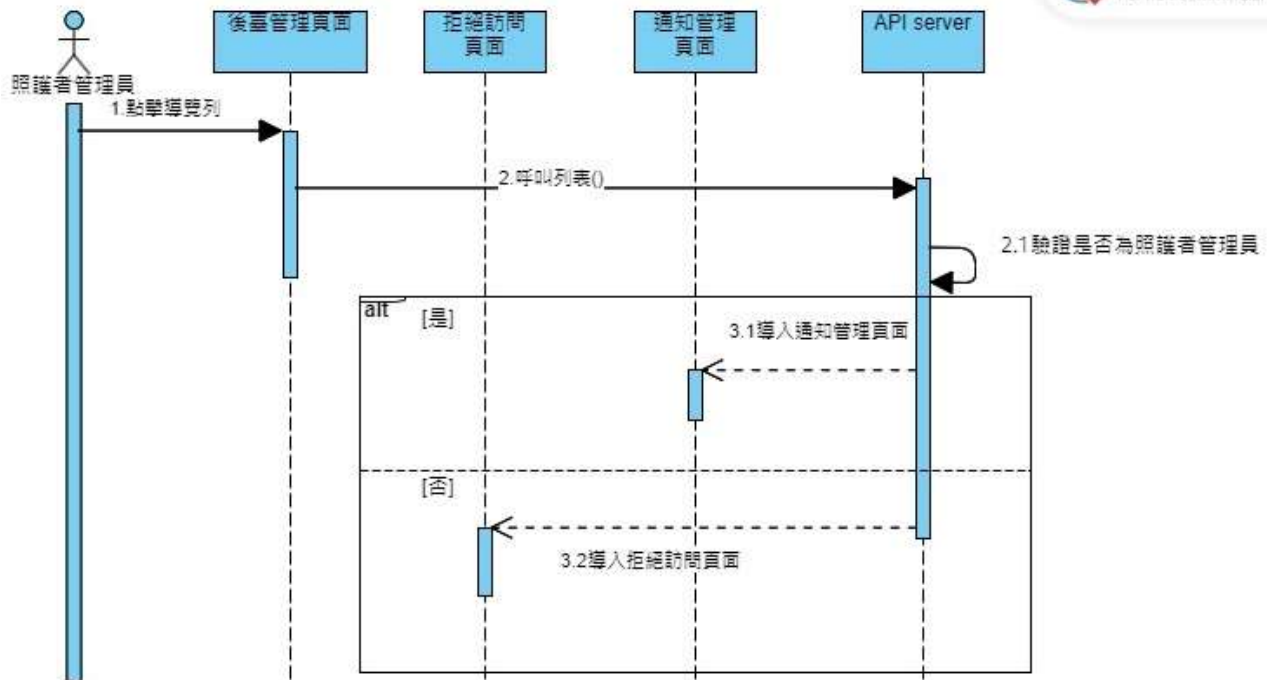 後臺管理頁面
拒絕訪問
頁面
通知管理
頁面
API server
照護者管理員
1.點擊導覽列
2.呼叫列表()
2.1驗證是否為照護者管理員
alt
[是]
3.1導入通知管理頁面
[否]
3.2導入拒絕訪問頁面